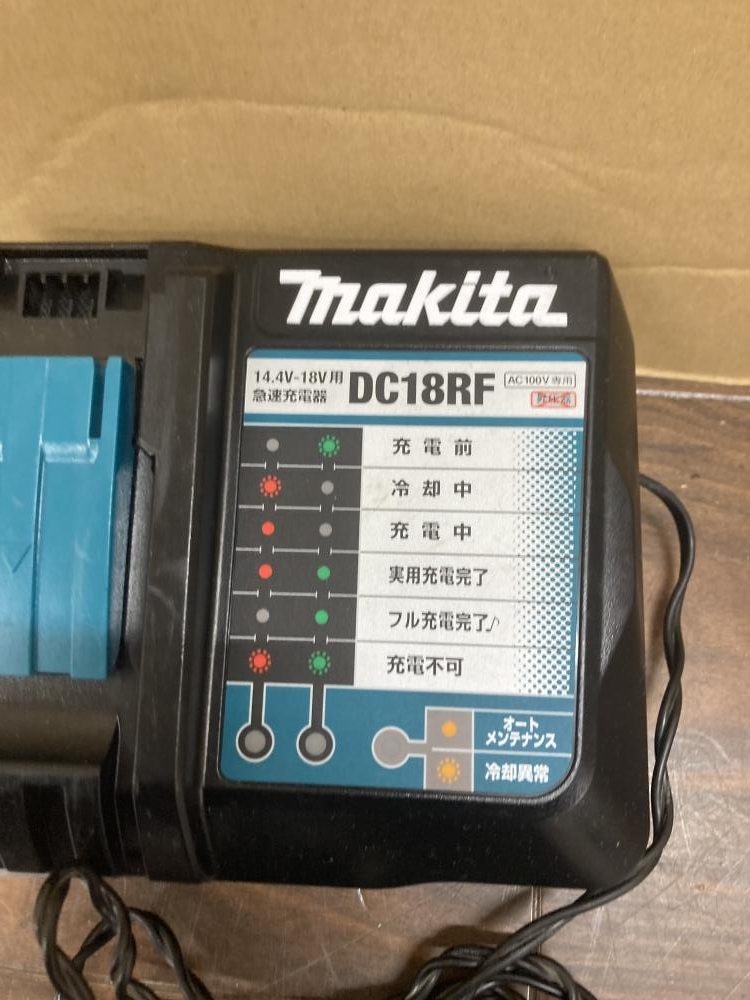 makita
14.4V-18V用
急速充電器
DC18RF
AC100V専用
昇圧器
充電前
冷却中
充電中
実用充電完了
フル充電完了♪
充電不可
オート
メンテナンス
冷却異常